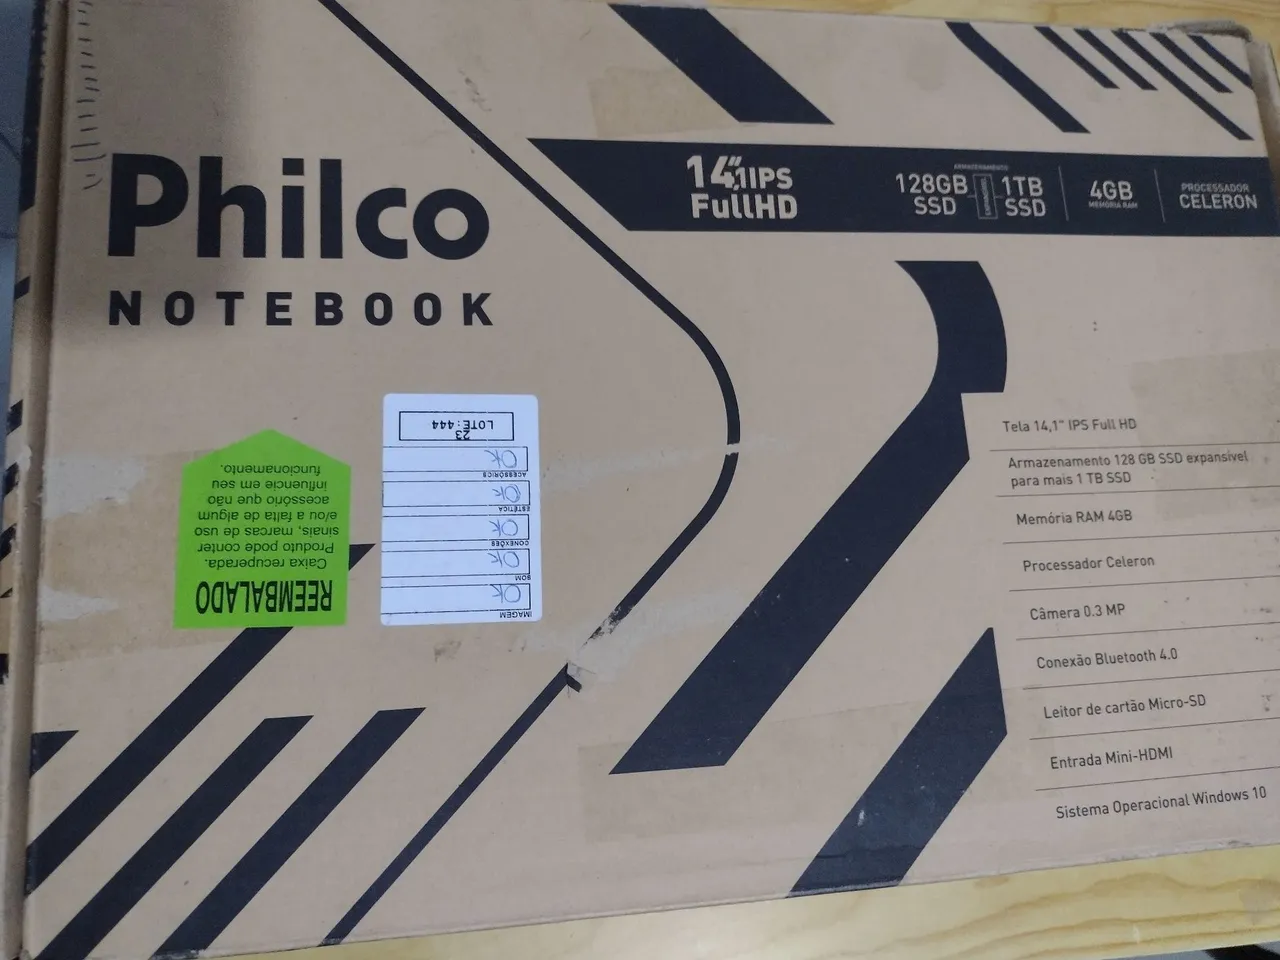 Philco
NOTEBOOK
14,1" IPS
FullHD
128GB
SSD
ARMAZENAMENTO
1TB
SSD
4GB
MEMÓRIA RAM
PROCESSADOR
CELERON
Tela 14,1" IPS Full HD
Armazenamento 128 GB SSD expansível
para mais 1 TB SSD
Memória RAM 4GB
Processador Celeron
Câmera 0.3 MP
Conexão Bluetooth 4.0
Leitor de cartão Micro-SD
Entrada Mini-HDMI
Sistema Operacional Windows 10
REEMBALADO
Caixa recuperada.
Produto pode conter
sinais, marcas de uso
e/ou a falta de algum
acessório que não
influencie em seu
funcionamento.
IMAGEM
OK
SOM
OK
CONEXÕES
OK
ESTÉTICA
OK
ACESSÓRIOS
OK
23
LOTE:444